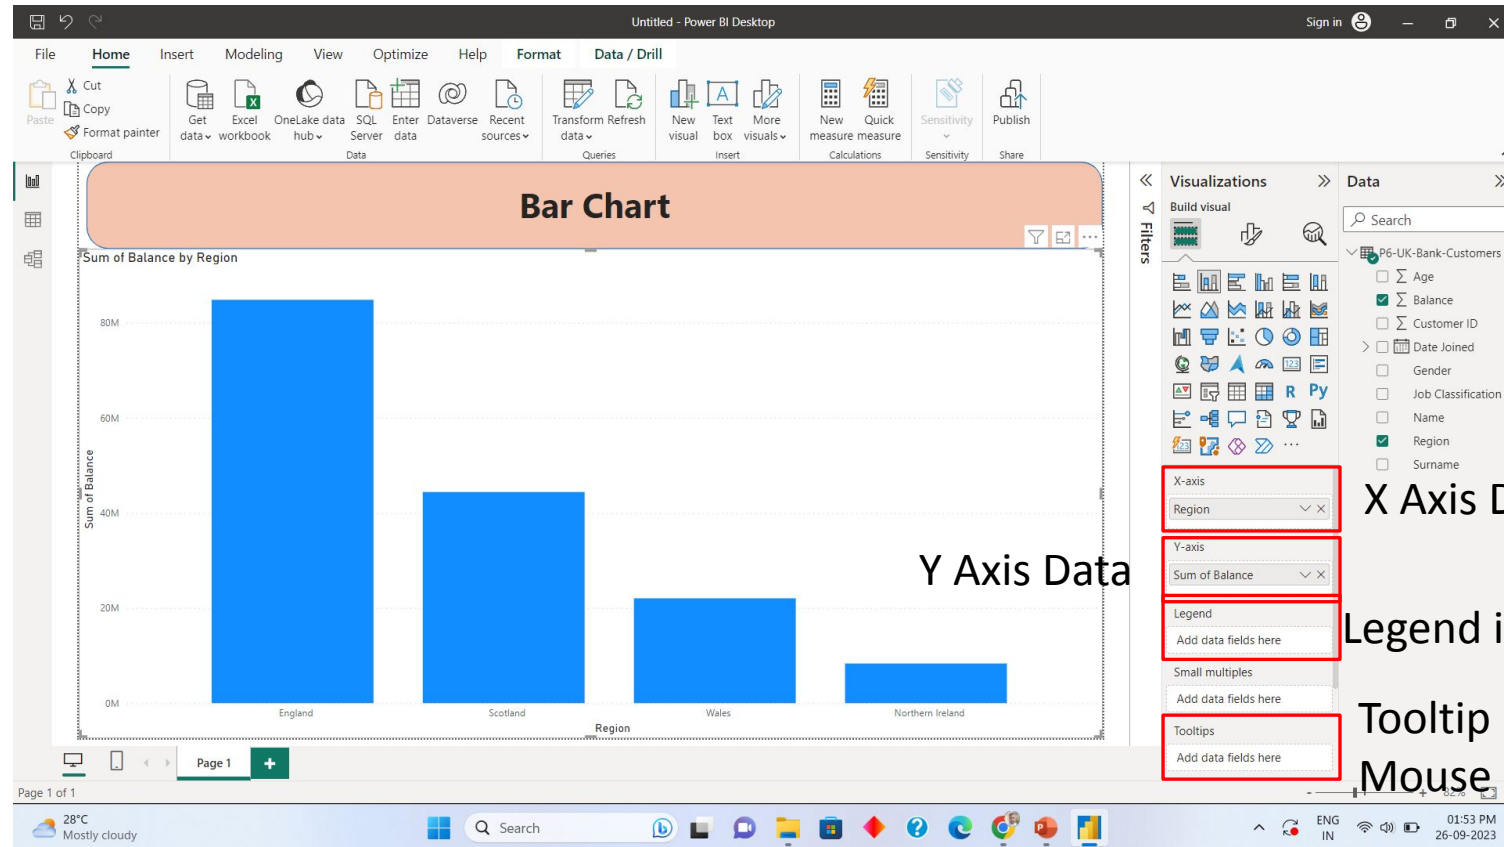 Untitled - Power BI Desktop
Sign in
File Home Insert Modeling View Optimize Help Format Data / Drill
Paste
Cut
Copy
Format painter
Clipboard
Get data
Excel workbook
OneLake data hub
SQL Server
Enter data
Dataverse
Recent sources
Data
Transform data
Refresh
Queries
New visual
Text box
More visuals
Insert
New measure
Quick measure
Calculations
Sensitivity
Sensitivity
Publish
Share
Bar Chart
Sum of Balance by Region
80M
60M
40M
20M
0M
Sum of Balance
England Scotland Wales Northern Ireland
Region
Y Axis Data
Filters
Visualizations
Build visual
123
R Py
123
X-axis
Region
Y-axis
Sum of Balance
Legend
Add data fields here
Small multiples
Add data fields here
Tooltips
Add data fields here
Data
Search
P6-UK-Bank-Customers
Age
Balance
Customer ID
Date Joined
Gender
Job Classification
Name
Region
Surname
X Axis D
Legend i
Tooltip
Mouse
Page 1
Page 1 of 1
82%
28°C
Mostly cloudy
Search
ENG
IN
01:53 PM
26-09-2023